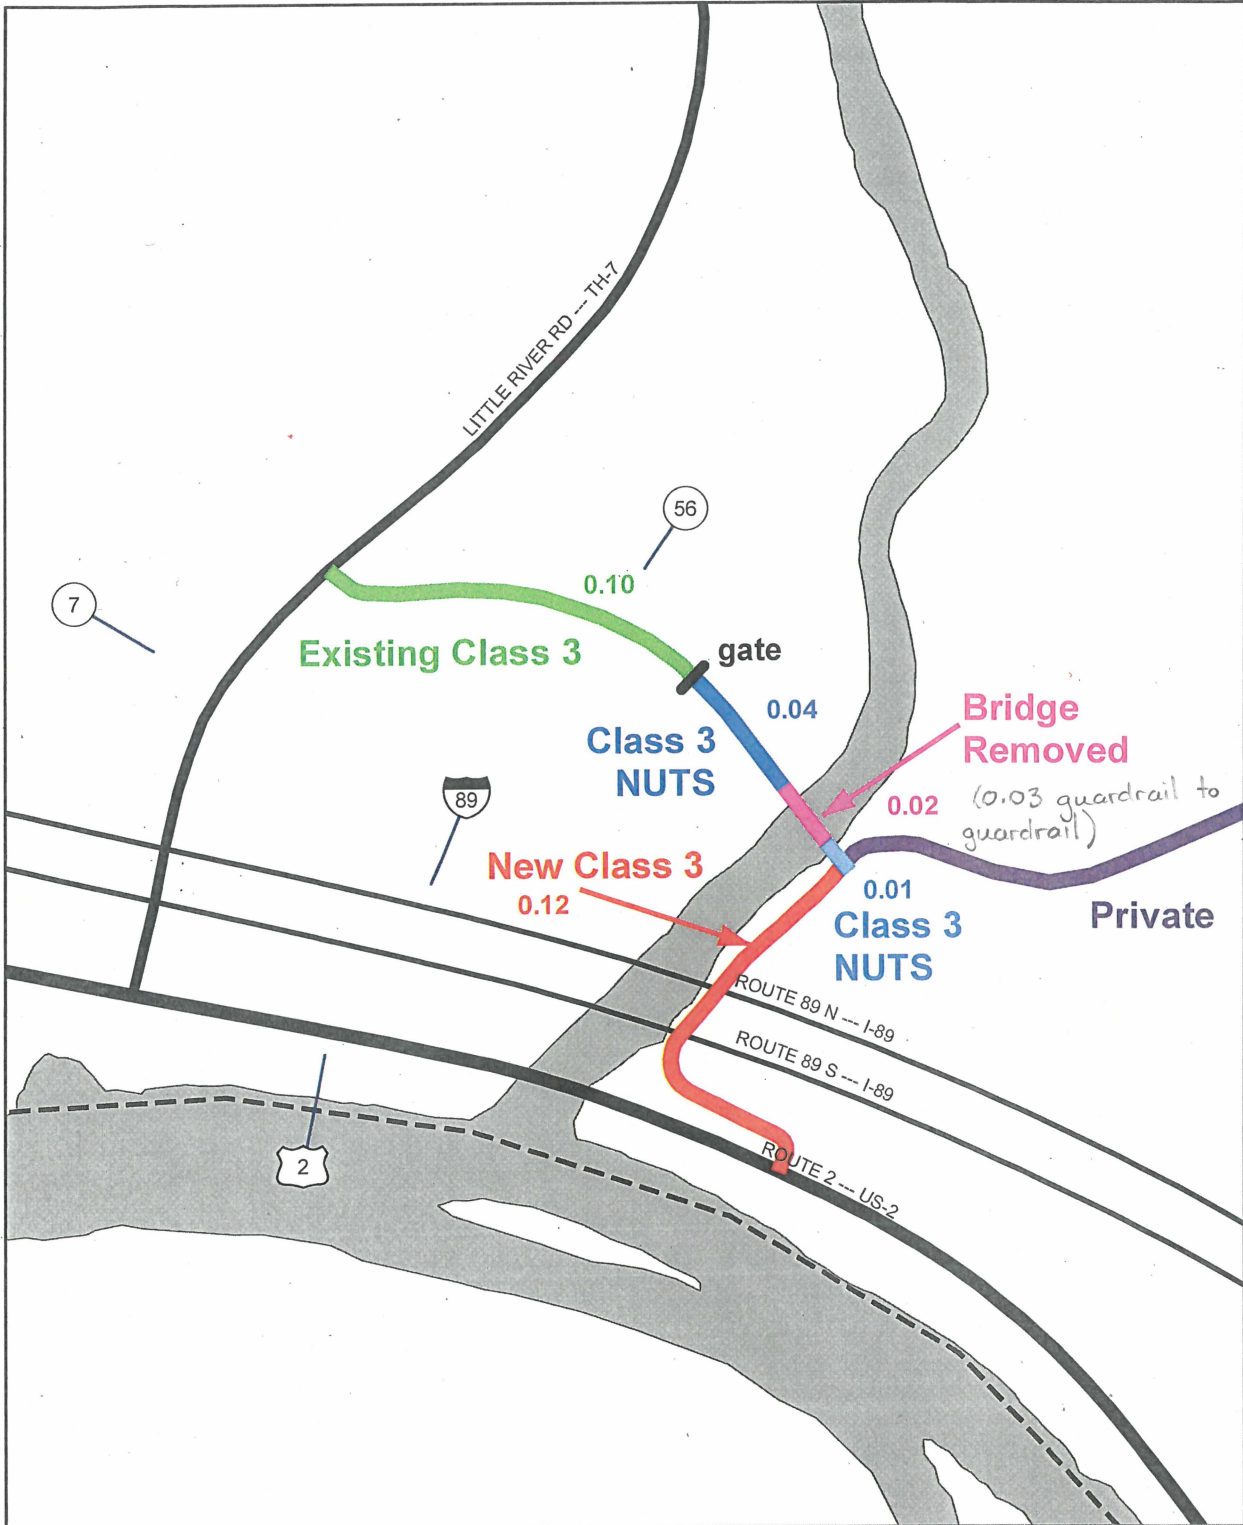 LITTLE RIVER RD --- TH-7
56
0.10
7
Existing Class 3
gate
0.04
Class 3
NUTS
Bridge
Removed
0.02
(0.03 guardrail to
guardrail)
89
New Class 3
0.12
0.01
Class 3
NUTS
Private
ROUTE 89 N --- I-89
ROUTE 89 S --- I-89
2
ROUTE 2 --- US-2